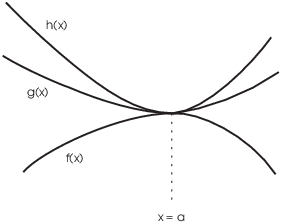 h(x)
g(x)
f(x)
x = a